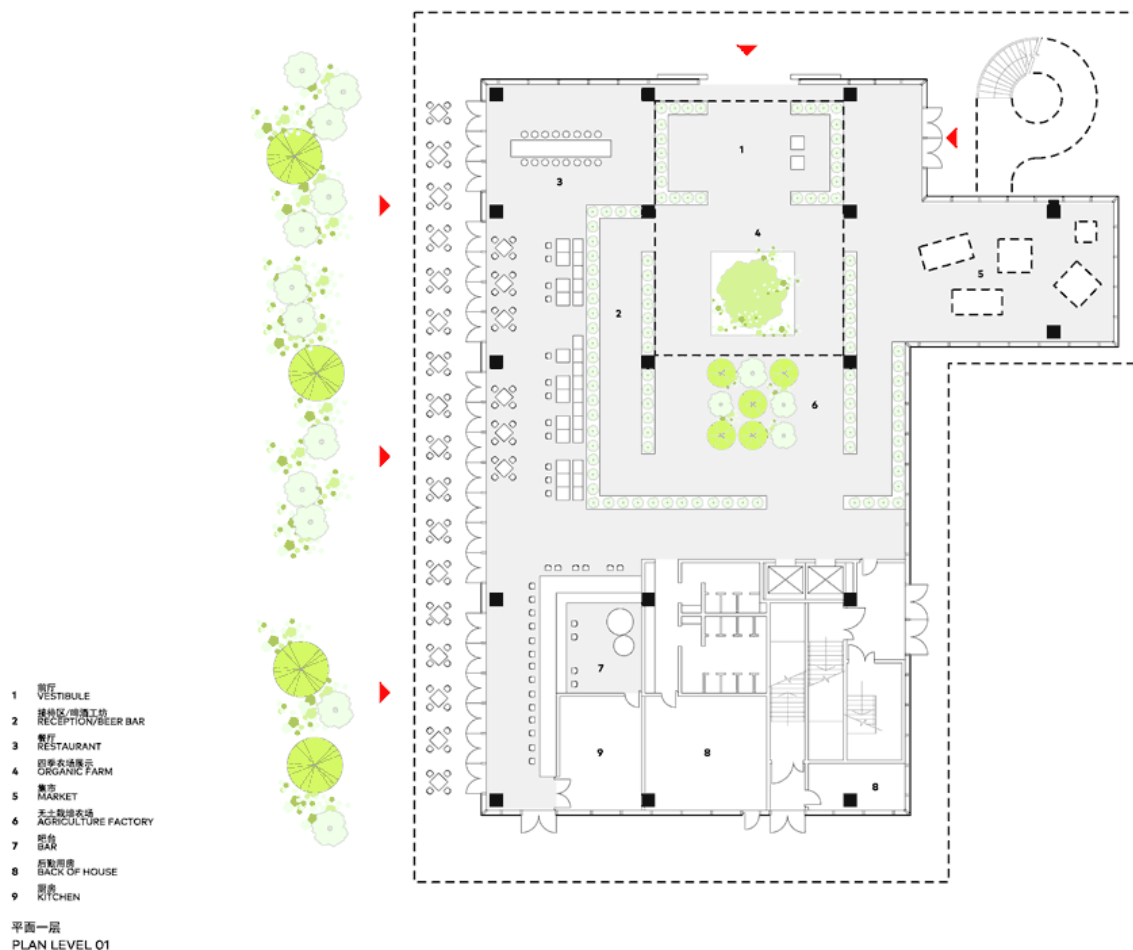 1
3
4
5
2
6
7
9
8
8
1 前厅
VESTIBULE
2 接待区/啤酒工坊
RECEPTION/BEER BAR
3 餐厅
RESTAURANT
4 四季农场展示
ORGANIC FARM
5 集市
MARKET
6 无土栽培农场
AGRICULTURE FACTORY
7 吧台
BAR
8 后勤用房
BACK OF HOUSE
9 厨房
KITCHEN
平面一层
PLAN LEVEL 01